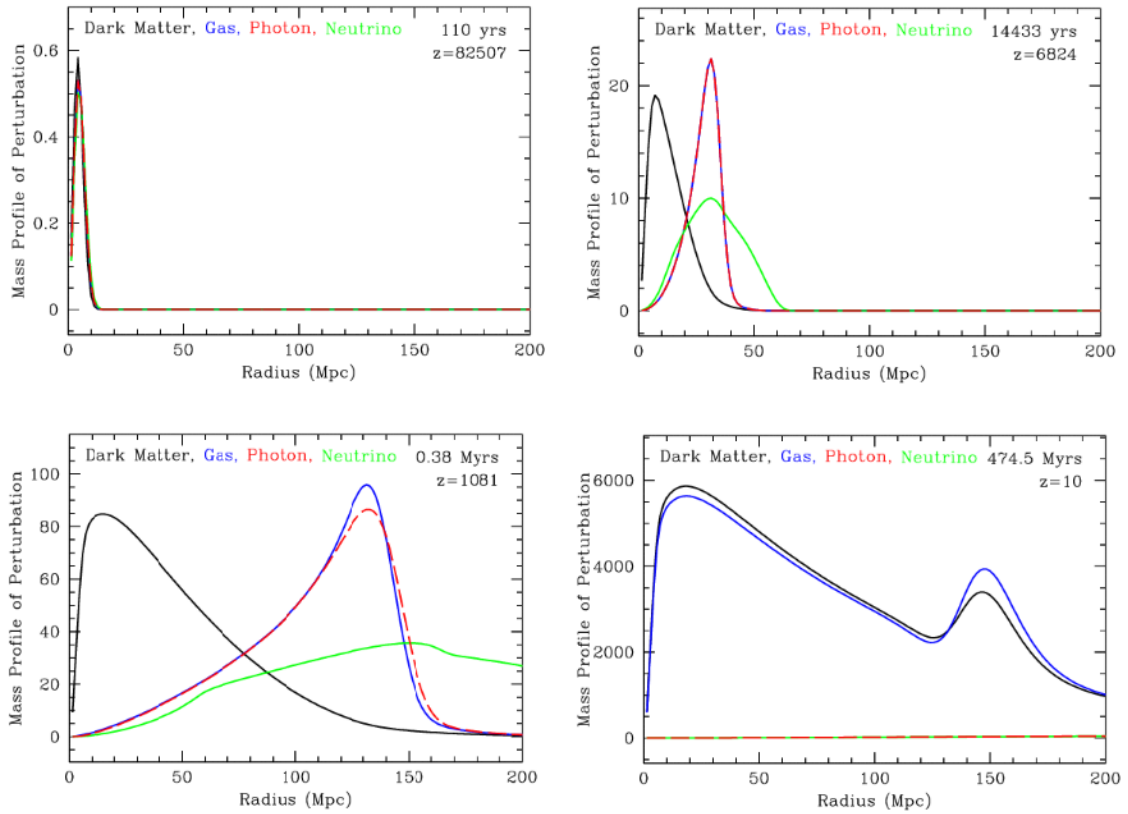 Dark Matter, Gas, Photon, Neutrino 110 yrs
z=82507
0.6
0.4
0.2
0
0 50 100 150 200
Radius (Mpc)
Mass Profile of Perturbation
Dark Matter, Gas, Photon, Neutrino 14433 yrs
z=6824
20
10
0
0 50 100 150 200
Radius (Mpc)
Mass Profile of Perturbation
Dark Matter, Gas, Photon, Neutrino 0.38 Myrs
z=1081
100
80
60
40
20
0
0 50 100 150 200
Radius (Mpc)
Mass Profile of Perturbation
Dark Matter, Gas, Photon, Neutrino 474.5 Myrs
z=10
6000
4000
2000
0
0 50 100 150 200
Radius (Mpc)
Mass Profile of Perturbation